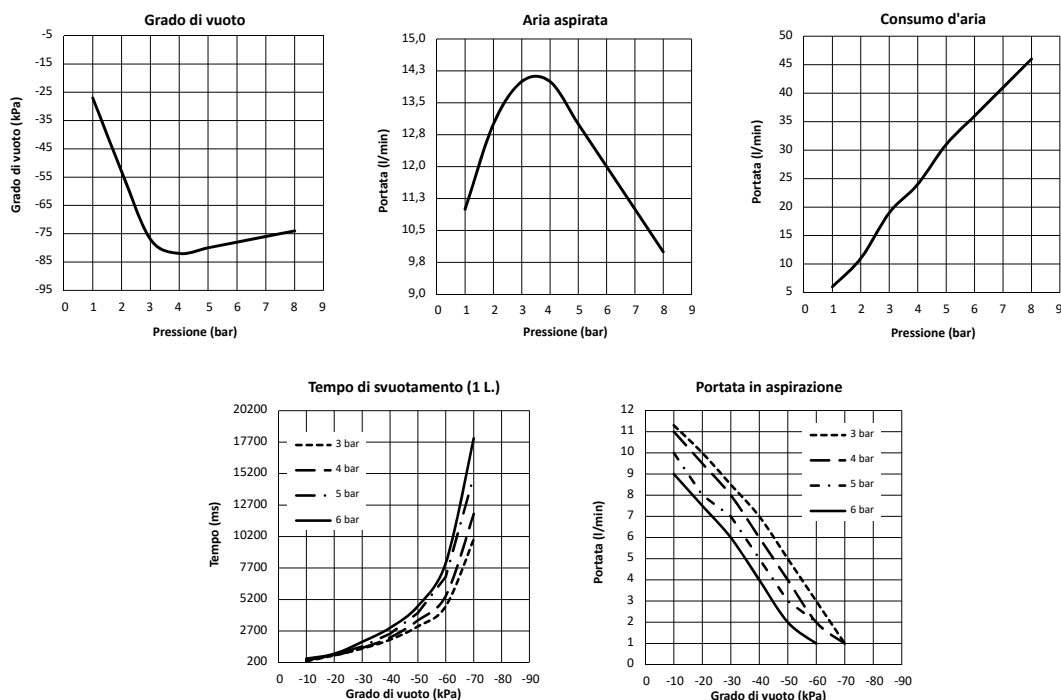 Grado di vuoto
-5
-15
-25
-35
-45
-55
-65
-75
-85
-95
Grado di vuoto (kPa)
0 1 2 3 4 5 6 7 8 9
Pressione (bar)
Aria aspirata
15,0
14,3
13,5
12,8
12,0
11,3
10,5
9,8
9,0
Portata (l/min)
0 1 2 3 4 5 6 7 8 9
Pressione (bar)
Consumo d'aria
50
45
40
35
30
25
20
15
10
5
Portata (l/min)
0 1 2 3 4 5 6 7 8 9
Pressione (bar)
Tempo di svuotamento (1 L.)
20200
17700
15200
12700
10200
7700
5200
2700
200
Tempo (ms)
3 bar
4 bar
5 bar
6 bar
0 -10 -20 -30 -40 -50 -60 -70 -80 -90
Grado di vuoto (kPa)
Portata in aspirazione
12
11
10
9
8
7
6
5
4
3
2
1
0
Portata (l/min)
3 bar
4 bar
5 bar
6 bar
0 -10 -20 -30 -40 -50 -60 -70 -80 -90
Grado di vuoto (kPa)